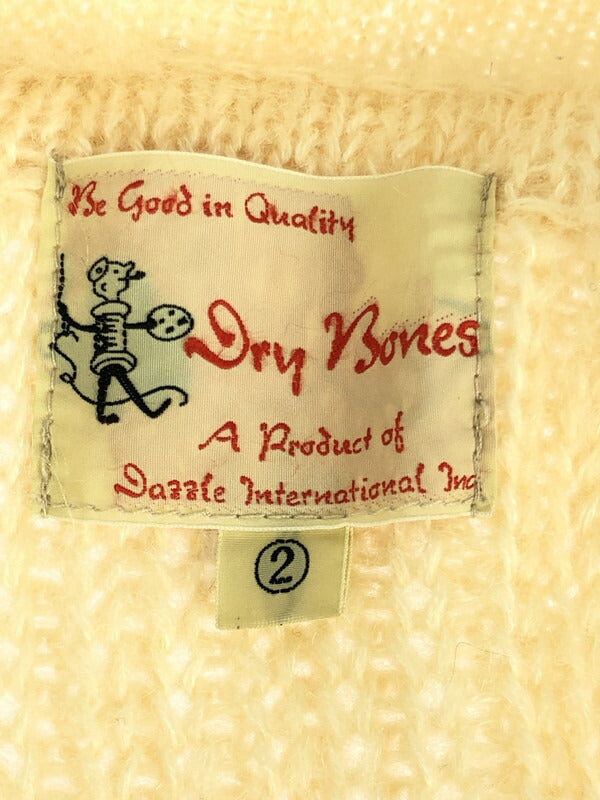 Be Good in Quality
Dry Bones
A Product of
Dazzle International Inc
2